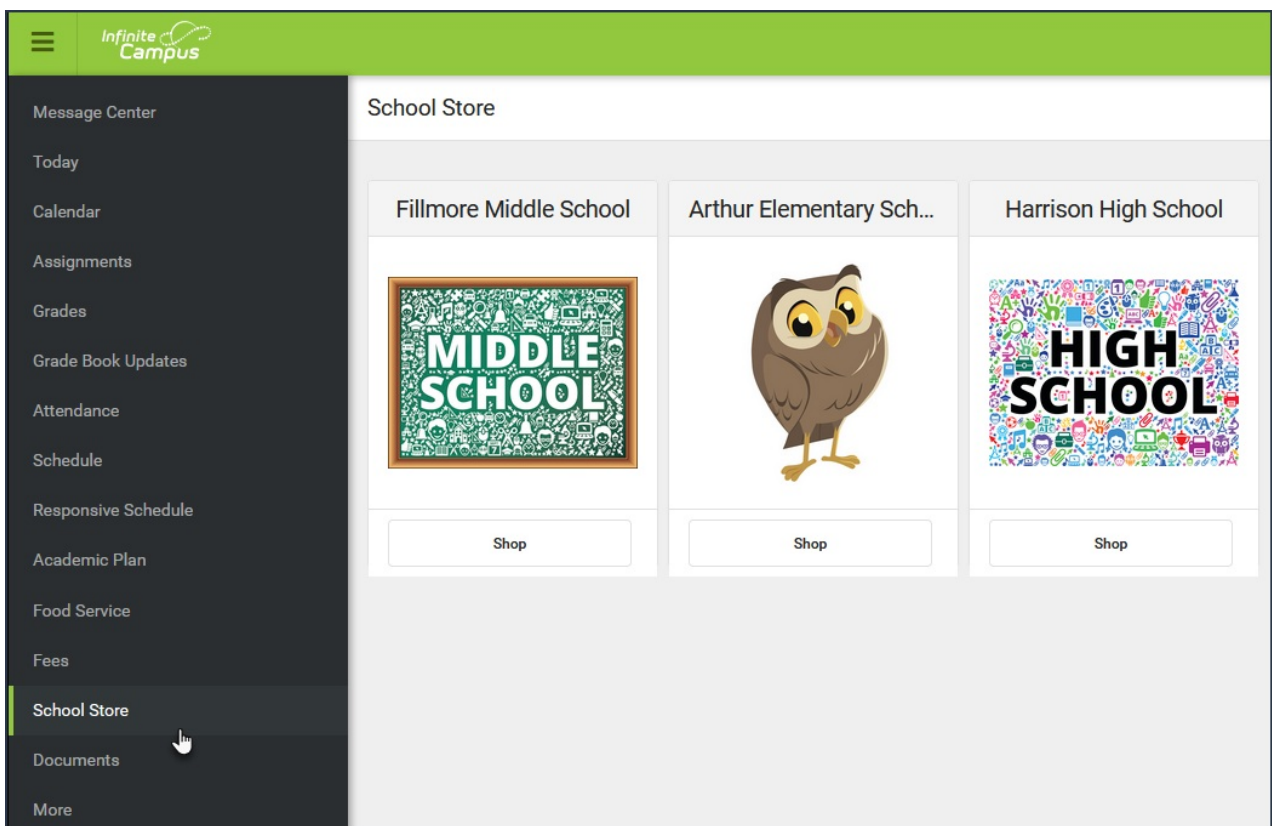 Infinite
Campus
Message Center
Today
Calendar
Assignments
Grades
Grade Book Updates
Attendance
Schedule
Responsive Schedule
Academic Plan
Food Service
Fees
School Store
Documents
More
School Store
Fillmore Middle School
MIDDLE
SCHOOL
Shop
Arthur Elementary Sch...
Shop
Harrison High School
HIGH
SCHOOL
Shop